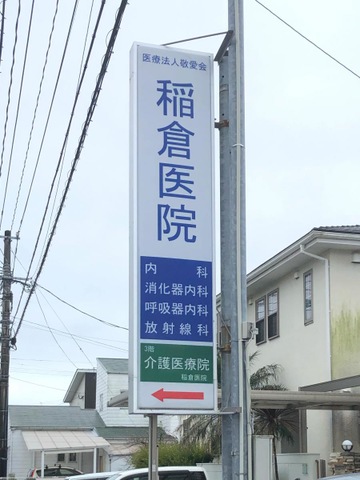 医療法人敬愛会
稲倉医院
内科
消化器内科
呼吸器内科
放射線科
3階
介護医療院
稲倉医院